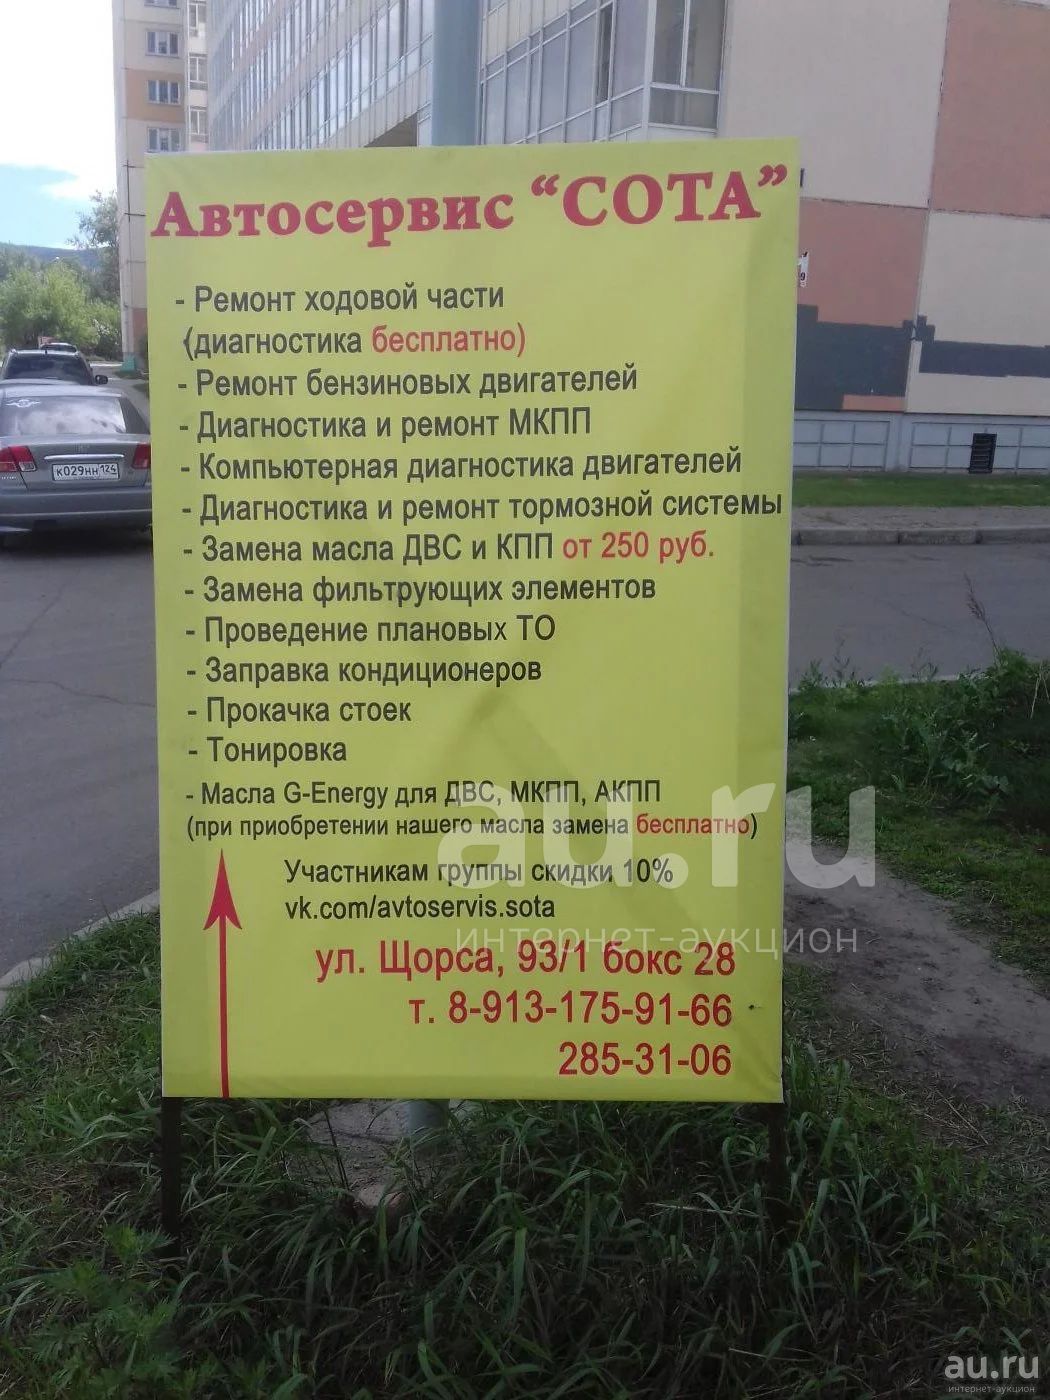 Автосервис “СОТА”
- Ремонт ходовой части
(диагностика бесплатно)
- Ремонт бензиновых двигателей
- Диагностика и ремонт МКПП
- Компьютерная диагностика двигателей
- Диагностика и ремонт тормозной системы
- Замена масла ДВС и КПП от 250 руб.
- Замена фильтрующих элементов
- Проведение плановых ТО
- Заправка кондиционеров
- Прокачка стоек
- Тонировка
- Масла G-Energy для ДВС, МКПП, АКПП
(при приобретении нашего масла замена бесплатно)
Участникам группы скидки 10%
vk.com/avtoservis.sota
ул. Щорса, 93/1 бокс 28
т. 8-913-175-91-66
285-31-06
К029НН 124
au.ru
интернет-аукцион
au.ru
интернет-аукцион